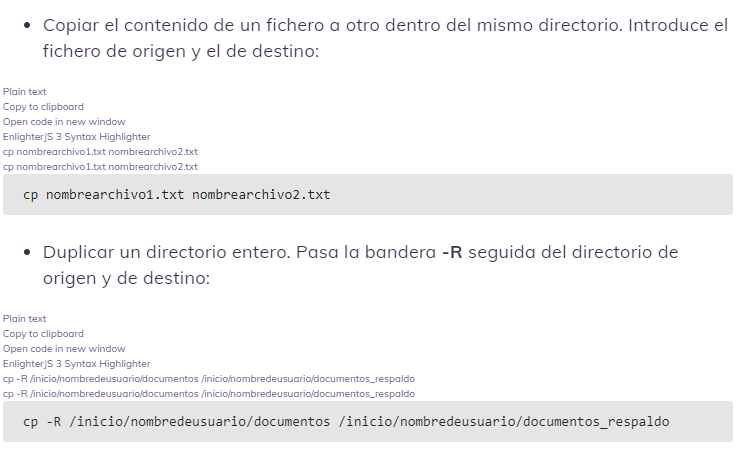 • Copiar el contenido de un fichero a otro dentro del mismo directorio. Introduce el
fichero de origen y el de destino:
Plain text
Copy to clipboard
Open code in new window
EnlighterJS 3 Syntax Highlighter
cp nombrearchivo1.txt nombrearchivo2.txt
cp nombrearchivo1.txt nombrearchivo2.txt
cp nombrearchivo1.txt nombrearchivo2.txt
• Duplicar un directorio entero. Pasa la bandera -R seguida del directorio de
origen y de destino:
Plain text
Copy to clipboard
Open code in new window
EnlighterJS 3 Syntax Highlighter
cp -R /inicio/nombredeusuario/documentos /inicio/nombredeusuario/documentos_respaldo
cp -R /inicio/nombredeusuario/documentos /inicio/nombredeusuario/documentos_respaldo
cp -R /inicio/nombredeusuario/documentos /inicio/nombredeusuario/documentos_respaldo